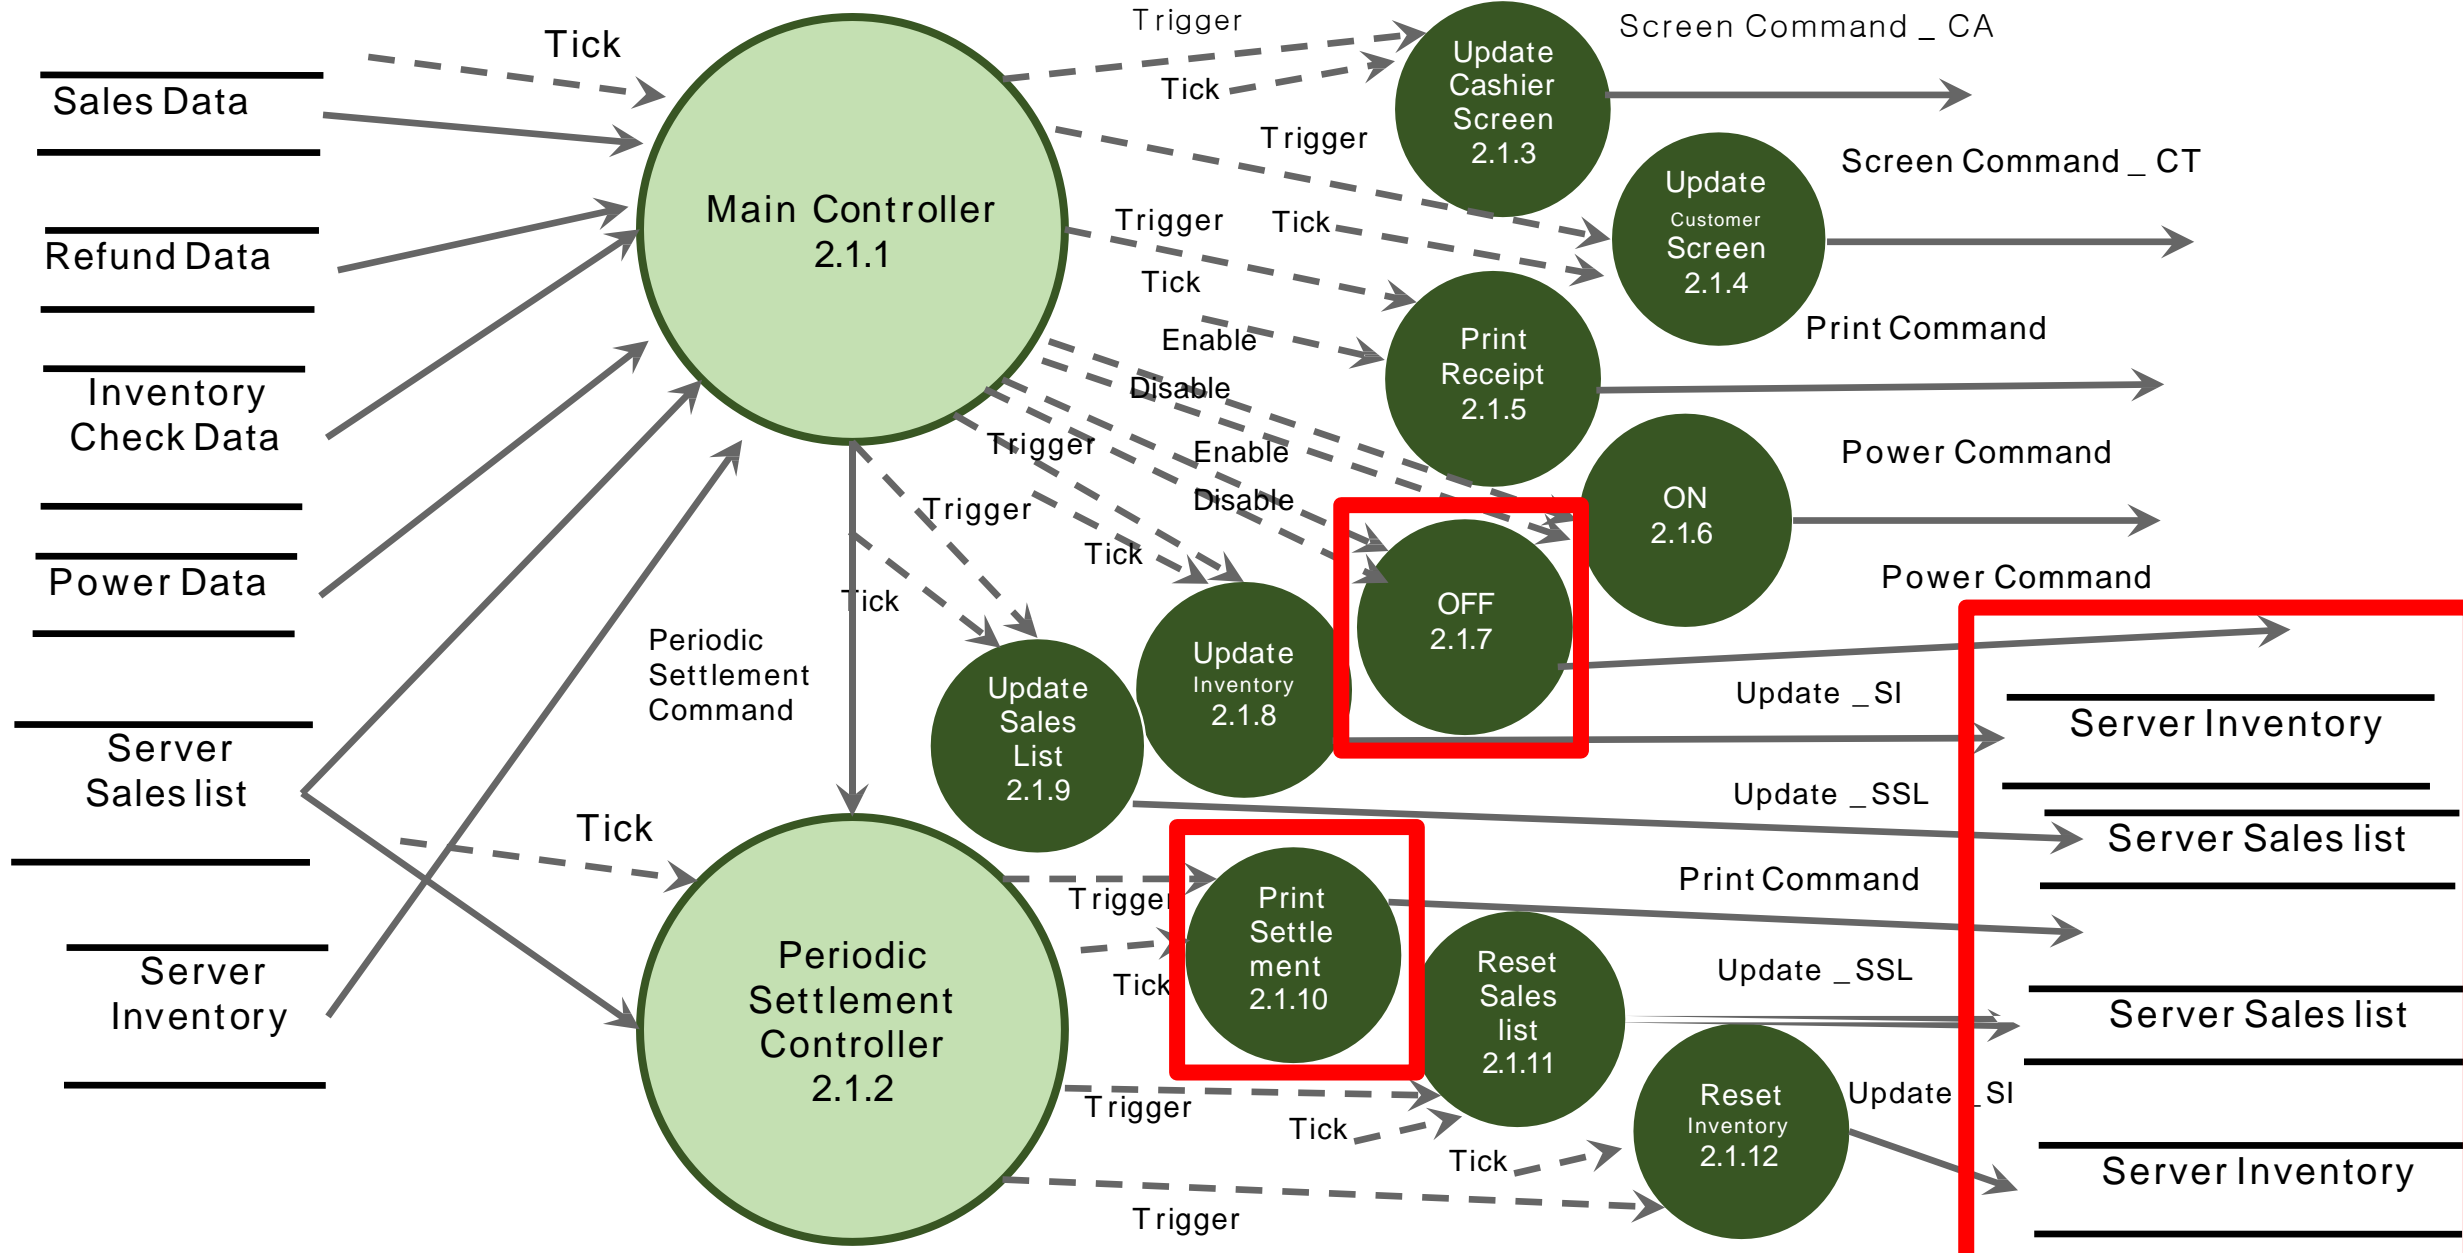 Tick
Sales Data
Refund Data
Inventory
Check Data
Power Data
Server
Sales list
Server
Inventory
Main Controller
2.1.1
Periodic
Settlement
Command
Tick
Periodic
Settlement
Controller
2.1.2
Trigger
Tick
Trigger
Trigger
Tick
Tick
Enable
Disable
Trigger
Enable
Disable
Trigger
Tick
Tick
Update
Cashier
Screen
2.1.3
Update
Customer
Screen
2.1.4
Print
Receipt
2.1.5
ON
2.1.6
OFF
2.1.7
Update
Inventory
2.1.8
Update
Sales
List
2.1.9
Trigger
Tick
Print
Settle
ment
2.1.10
Reset
Sales
list
2.1.11
Trigger
Tick
Tick
Trigger
Reset
Inventory
2.1.12
Screen Command _ CA
Screen Command _ CT
Print Command
Power Command
Power Command
Update _ SI
Server Inventory
Update _ SSL
Server Sales list
Print Command
Update _ SSL
Server Sales list
Update _ SI
Server Inventory